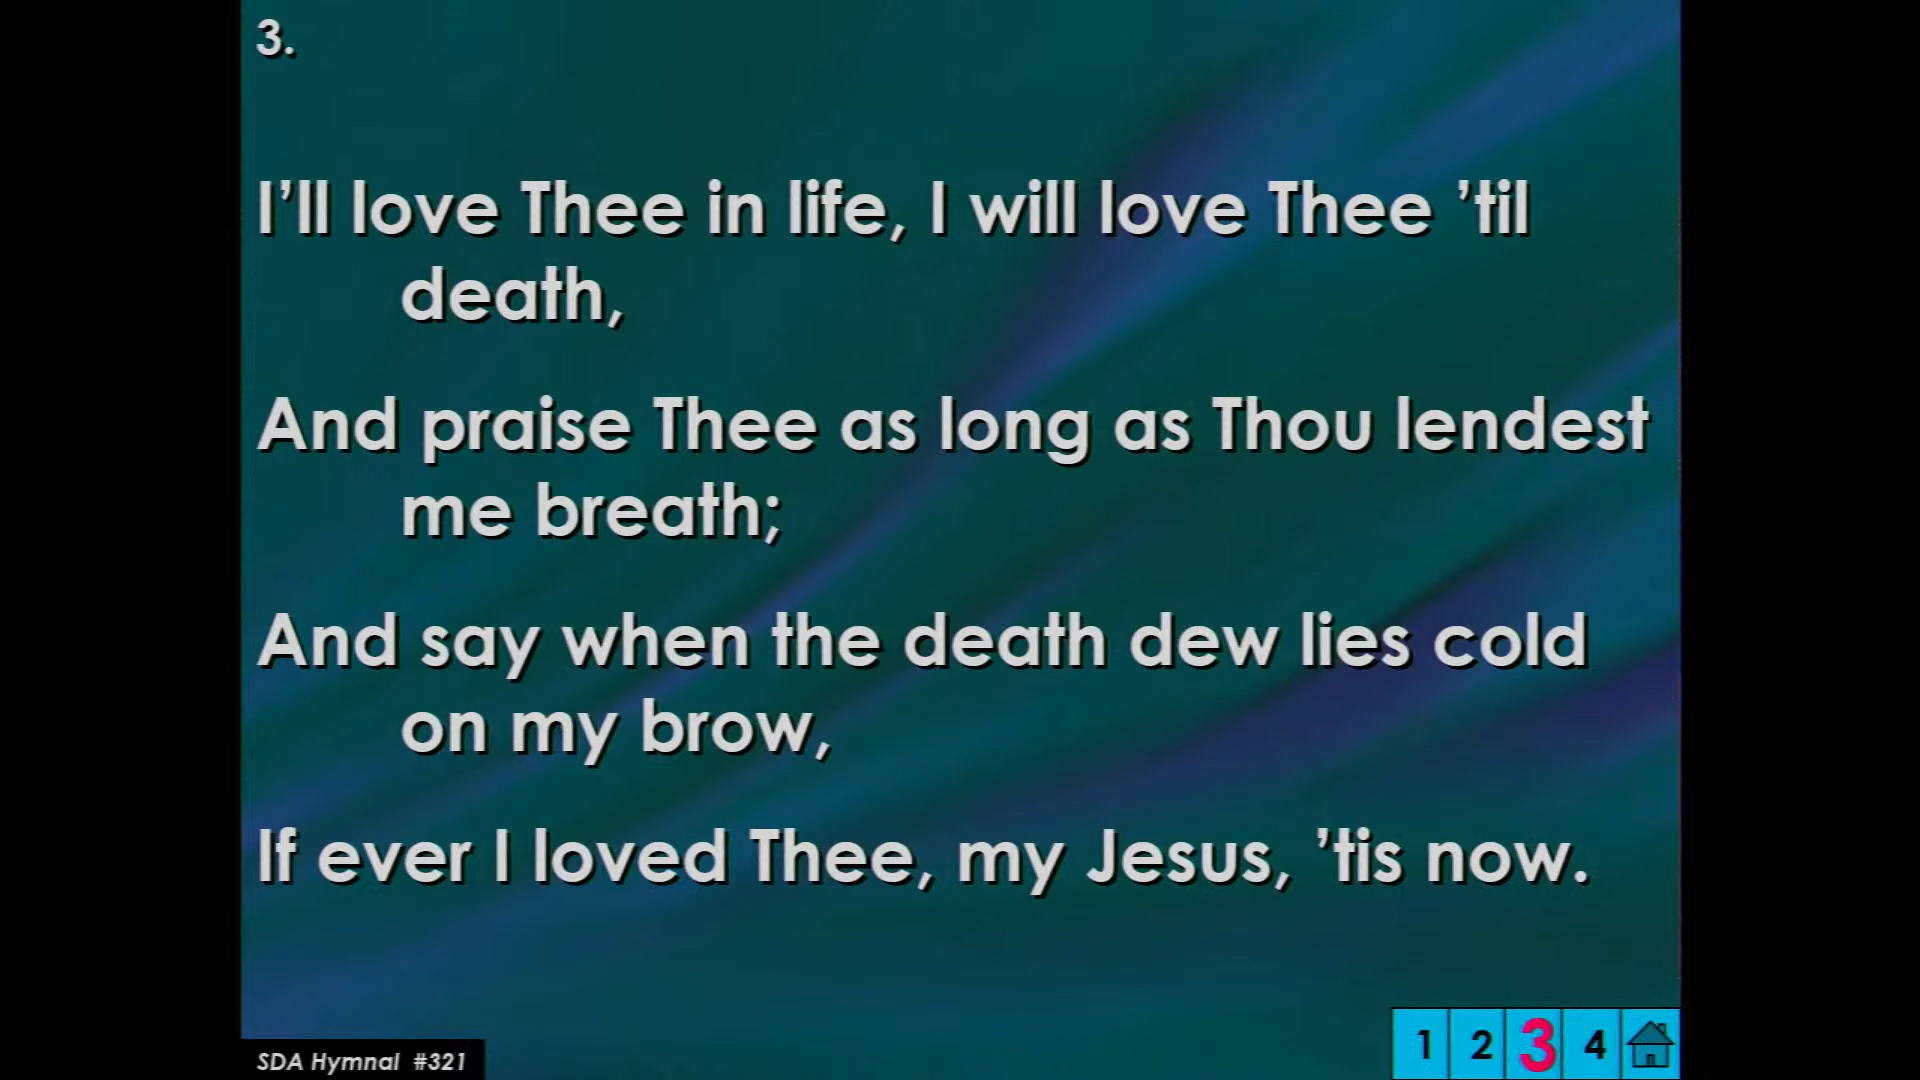 3.
I’ll love Thee in life, I will love Thee ’til
death,
And praise Thee as long as Thou lendest
me breath;
And say when the death dew lies cold
on my brow,
If ever I loved Thee, my Jesus, ’tis now.
SDA Hymnal #321
1 2 3 4